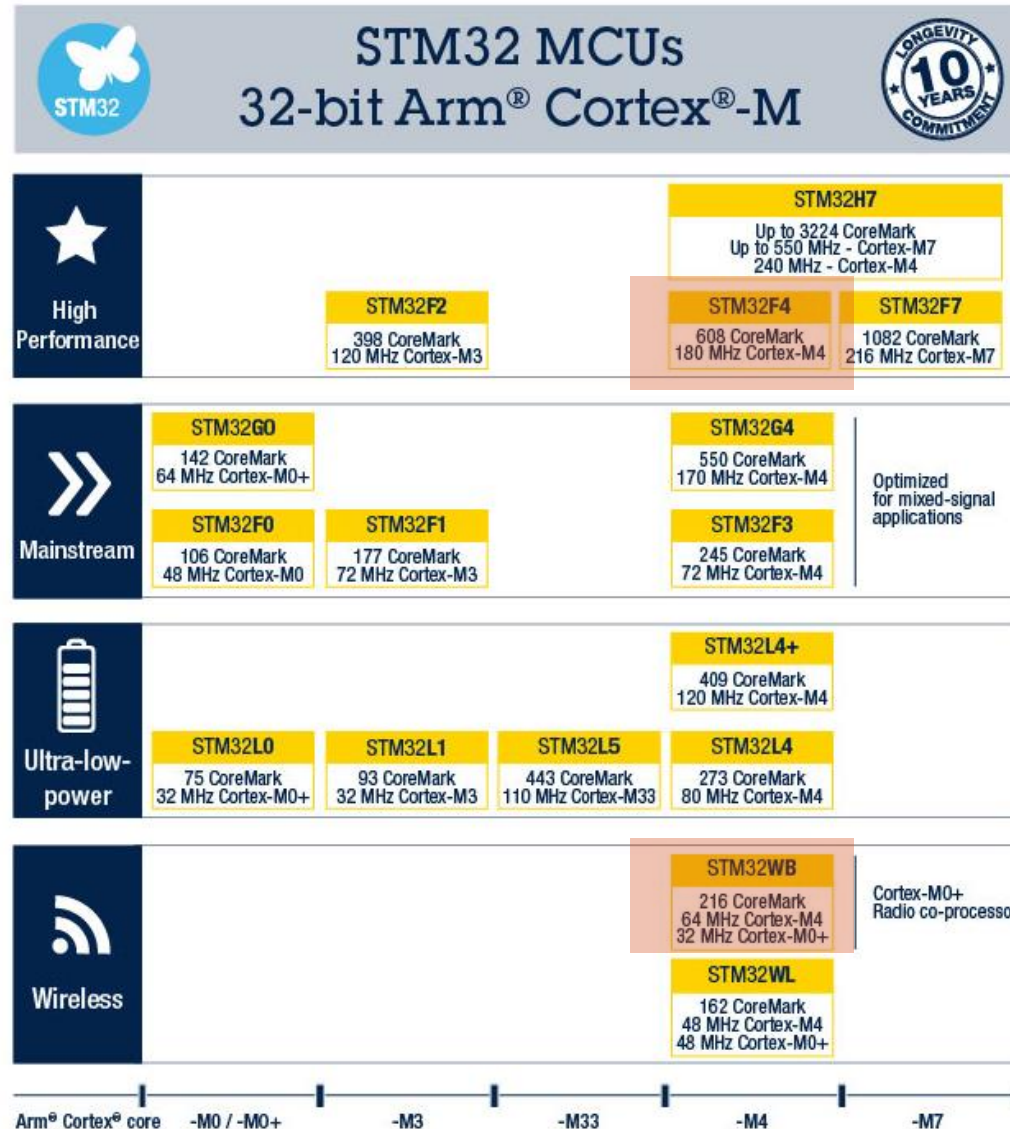 STM32
STM32 MCUs
32-bit Arm® Cortex®-M
LONGEVITY
10
YEARS
COMMITMENT
High
Performance
STM32H7
Up to 3224 CoreMark
Up to 550 MHz - Cortex-M7
240 MHz - Cortex-M4
STM32F2
398 CoreMark
120 MHz Cortex-M3
STM32F4
608 CoreMark
180 MHz Cortex-M4
STM32F7
1082 CoreMark
216 MHz Cortex-M7
Mainstream
STM32G0
142 CoreMark
64 MHz Cortex-M0+
STM32G4
550 CoreMark
170 MHz Cortex-M4
Optimized
for mixed-signal
applications
STM32F0
106 CoreMark
48 MHz Cortex-M0
STM32F1
177 CoreMark
72 MHz Cortex-M3
STM32F3
245 CoreMark
72 MHz Cortex-M4
Ultra-low-
power
STM32L4+
409 CoreMark
120 MHz Cortex-M4
STM32L0
75 CoreMark
32 MHz Cortex-M0+
STM32L1
93 CoreMark
32 MHz Cortex-M3
STM32L5
443 CoreMark
110 MHz Cortex-M33
STM32L4
273 CoreMark
80 MHz Cortex-M4
Wireless
STM32WB
216 CoreMark
64 MHz Cortex-M4
32 MHz Cortex-M0+
Cortex-M0+
Radio co-processo
STM32WL
162 CoreMark
48 MHz Cortex-M4
48 MHz Cortex-M0+
Arm® Cortex® core -M0 / -M0+ -M3 -M33 -M4 -M7